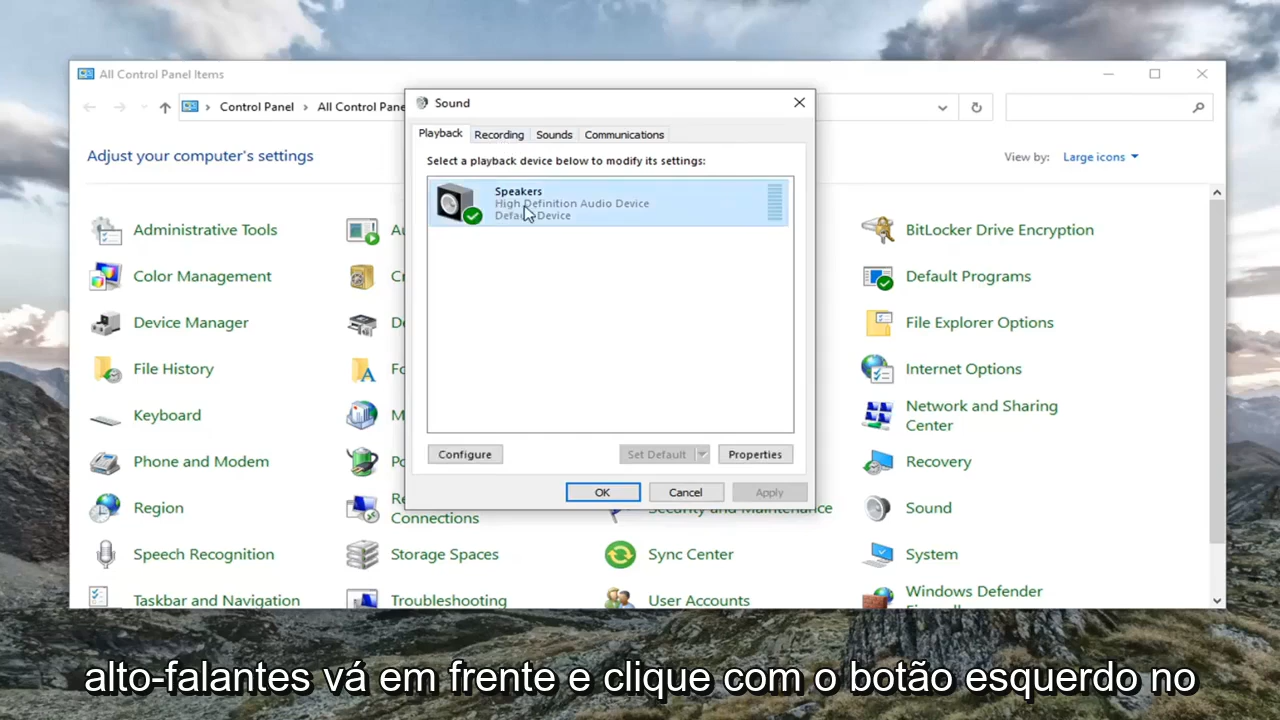 All Control Panel Items
Control Panel
All Control Pane
Sound
Playback
Recording
Sounds
Communications
Adjust your computer's settings
View by:
Large icons
Select a playback device below to modify its settings:
Speakers
High Definition Audio Device
Default Device
Administrative Tools
BitLocker Drive Encryption
Color Management
Default Programs
Device Manager
File Explorer Options
File History
Internet Options
Keyboard
Network and Sharing
Center
Configure
Set Default
Properties
Phone and Modem
Recovery
OK
Cancel
Apply
Region
Connections
Security and Maintenance
Sound
Speech Recognition
Storage Spaces
Sync Center
System
Taskbar and Navigation
Troubleshooting
User Accounts
Windows Defender
alto-falantes vá em frente e clique com o botão esquerdo no